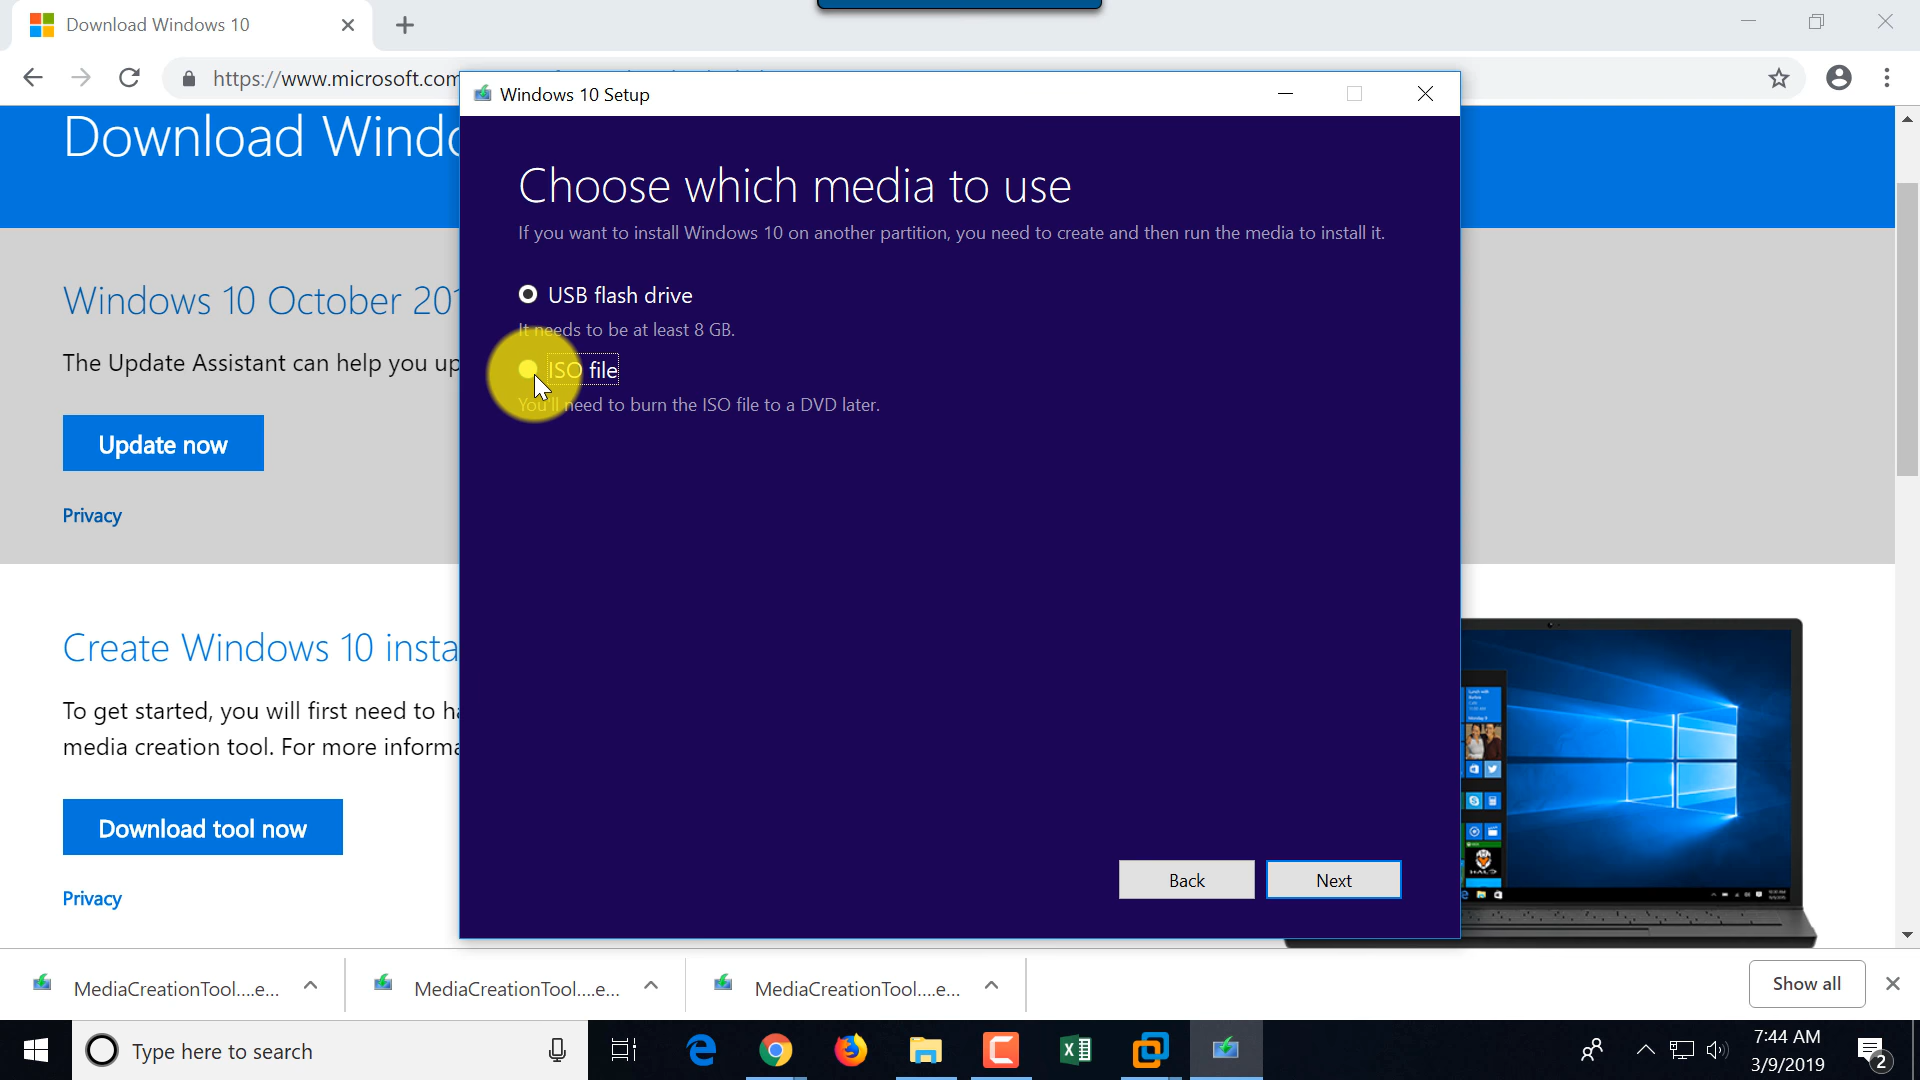 Download Windows 10
https://www.microsoft.com
Windows 10 Setup
Download Windo
Choose which media to use
If you want to install Windows 10 on another partition, you need to create and then run the media to install it.
USB flash drive
It needs to be at least 8 GB.
ISO file
You'll need to burn the ISO file to a DVD later.
Back
Next
Windows 10 October 201
The Update Assistant can help you up
Update now
Privacy
Create Windows 10 insta
To get started, you will first need to ha
media creation tool. For more informa
Download tool now
Privacy
HALO
MediaCreationTool....e...
MediaCreationTool....e...
MediaCreationTool....e...
Show all
Type here to search
7:44 AM
3/9/2019
2